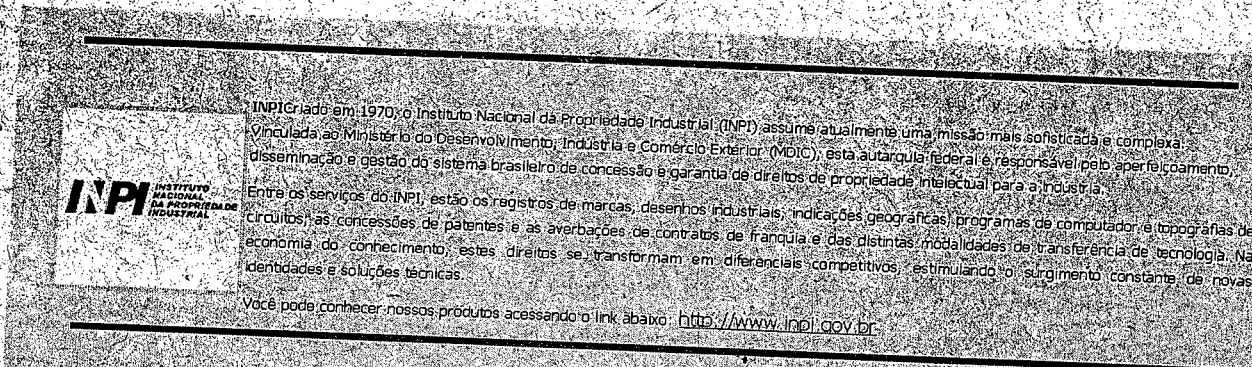 INPICriado em 1970, o Instituto Nacional da Propriedade Industrial (INPI) assume atualmente uma missão mais sofisticada e complexa.
Vinculada ao Ministério do Desenvolvimento, Indústria e Comércio Exterior (MDIC), esta autarquia federal é responsável pelo aperfeiçoamento,
disseminação e gestão do sistema brasileiro de concessão e garantia de direitos de propriedade intelectual para a indústria.
INPI
INSTITUTO
NACIONAL
DA PROPRIEDADE
INDUSTRIAL
Entre os serviços do INPI, estão os registros de marcas, desenhos industriais, indicações geográficas, programas de computador e topografias de
circuitos, as concessões de patentes e as averbações de contratos de franquia e das distintas modalidades de transferência de tecnologia. Na
economia do conhecimento, estes direitos se transformam em diferenciais competitivos, estimulando o surgimento constante de novas
identidades e soluções técnicas.
Você pode conhecer nossos produtos acessando o link abaixo: http://www.inpi.gov.br